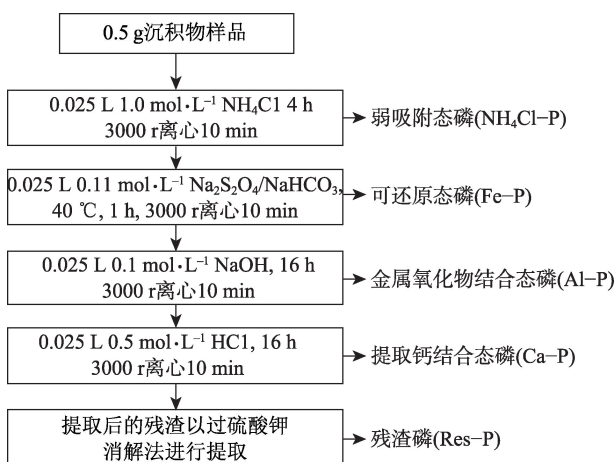 0.5 g沉积物样品
0.025 L 1.0 mol·L⁻¹ NH₄C1 4 h
3000 r离心10 min
弱吸附态磷(NH₄Cl−P)
0.025 L 0.11 mol·L⁻¹ Na₂S₂O₄/NaHCO₃,
40 ℃, 1 h, 3000 r离心10 min
可还原态磷(Fe−P)
0.025 L 0.1 mol·L⁻¹ NaOH, 16 h
3000 r离心10 min
金属氧化物结合态磷(Al−P)
0.025 L 0.5 mol·L⁻¹ HC1, 16 h
3000 r离心10 min
提取钙结合态磷(Ca−P)
提取后的残渣以过硫酸钾
消解法进行提取
残渣磷(Res−P)